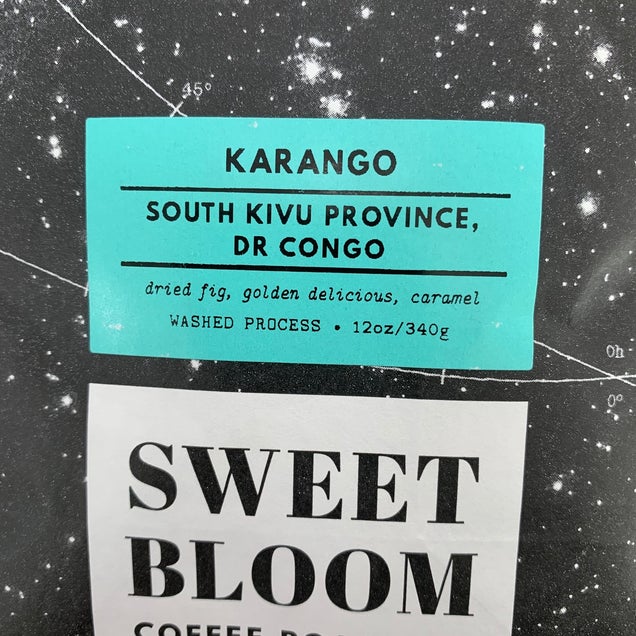 45°
KARANGO
SOUTH KIVU PROVINCE,
DR CONGO
dried fig, golden delicious, caramel
WASHED PROCESS • 12oz/340g
0h
0°
SWEET
BLOOM
COFFEE